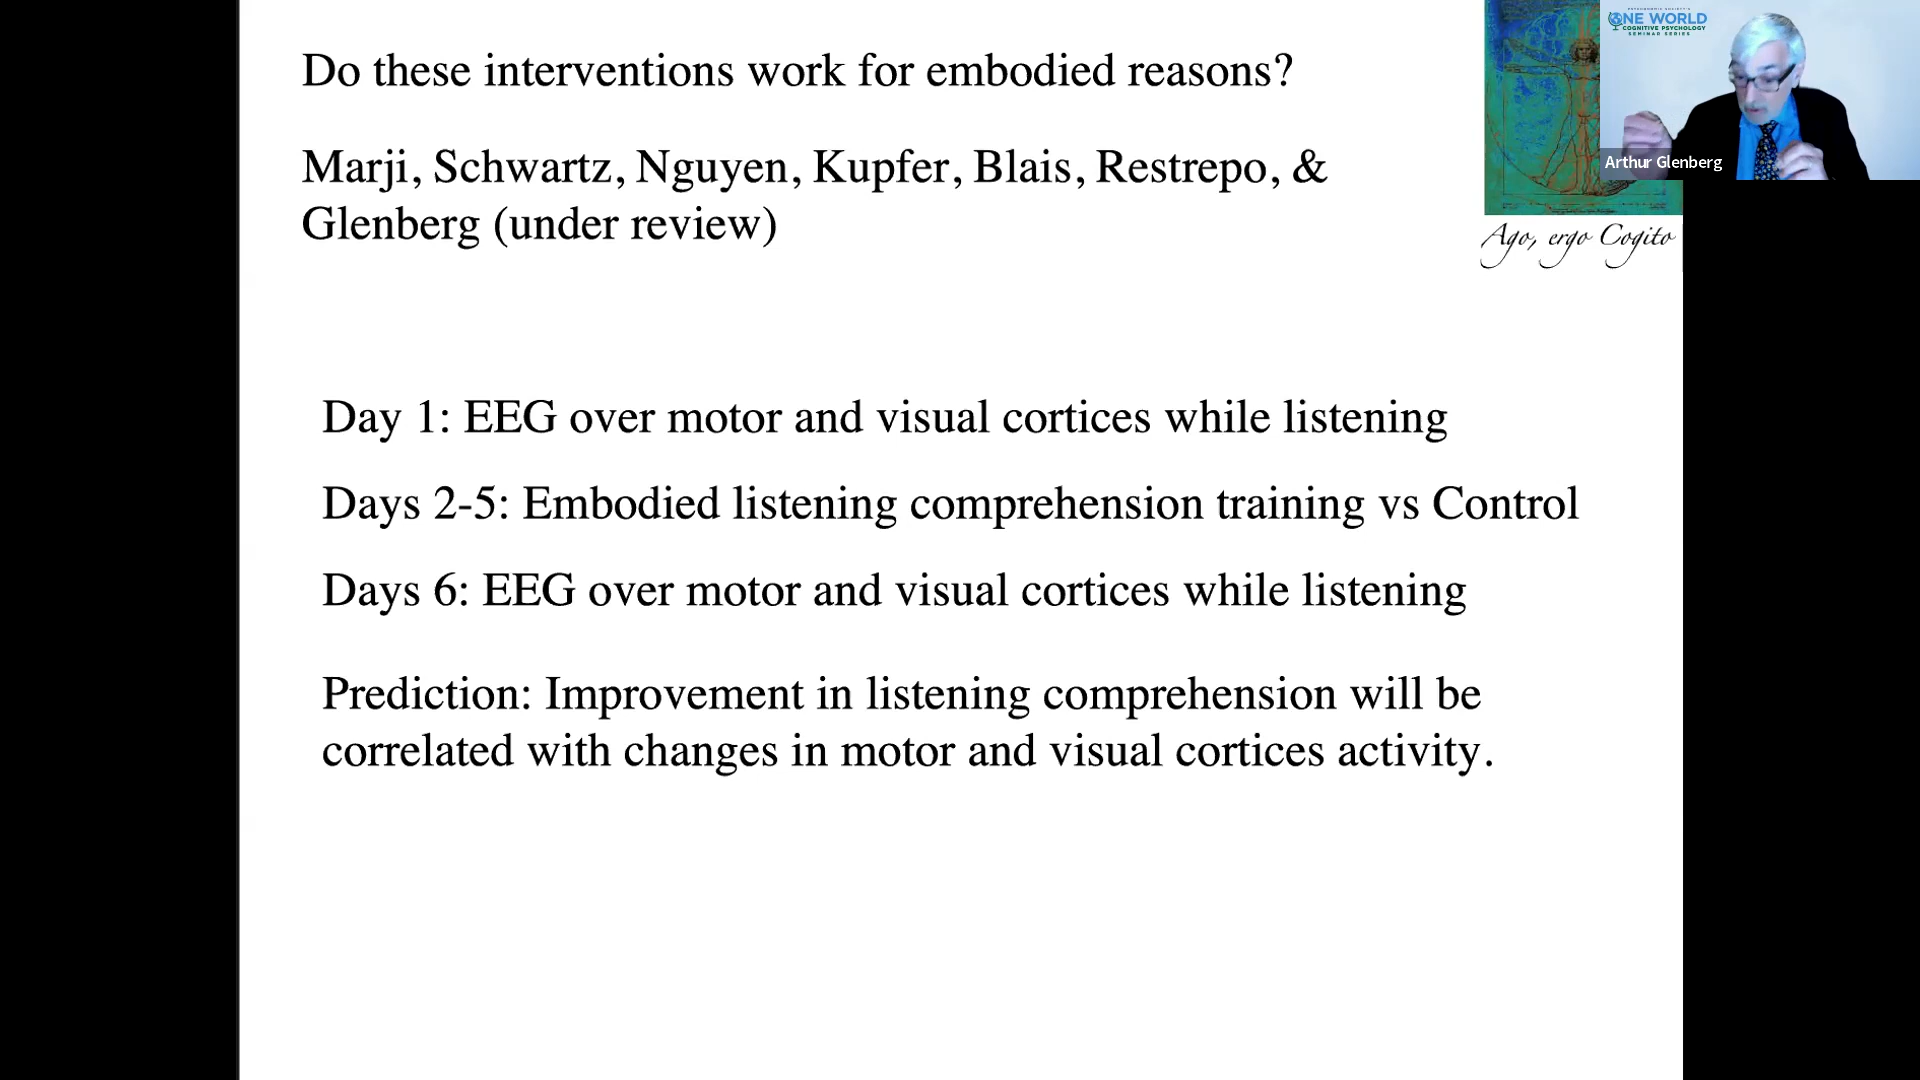 Do these interventions work for embodied reasons?
Marji, Schwartz, Nguyen, Kupfer, Blais, Restrepo, &
Glenberg (under review)
PSYCHONOMIC SOCIETY'S
ONE WORLD
COGNITIVE PSYCHOLOGY
SEMINAR SERIES
Arthur Glenberg
Ago, ergo Cogito
Day 1: EEG over motor and visual cortices while listening
Days 2-5: Embodied listening comprehension training vs Control
Days 6: EEG over motor and visual cortices while listening
Prediction: Improvement in listening comprehension will be
correlated with changes in motor and visual cortices activity.